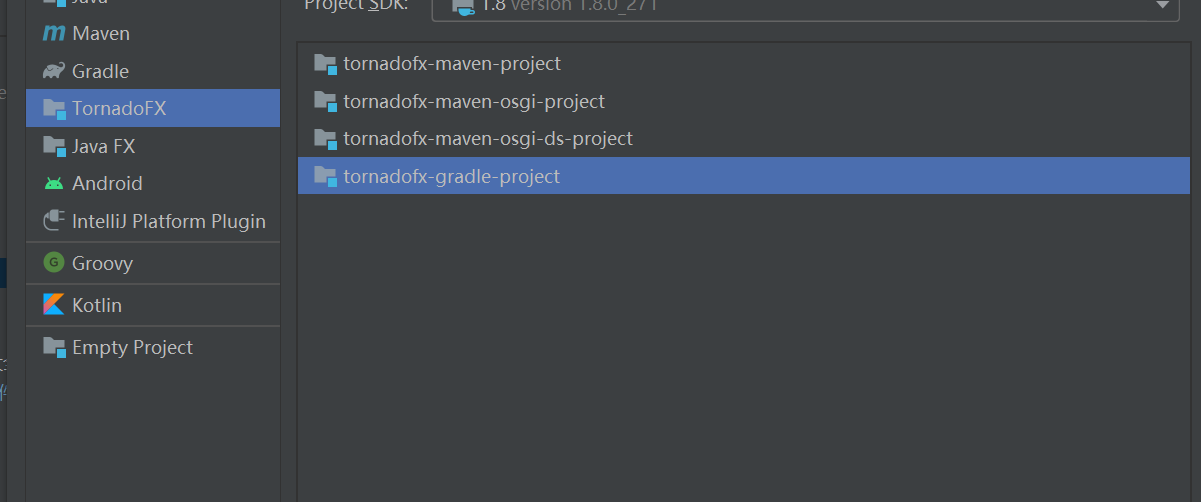 Java
Maven
Gradle
TornadoFX
Java FX
Android
IntelliJ Platform Plugin
Groovy
Kotlin
Empty Project
Project SDK:
1.8 version 1.8.0_271
tornadofx-maven-project
tornadofx-maven-osgi-project
tornadofx-maven-osgi-ds-project
tornadofx-gradle-project